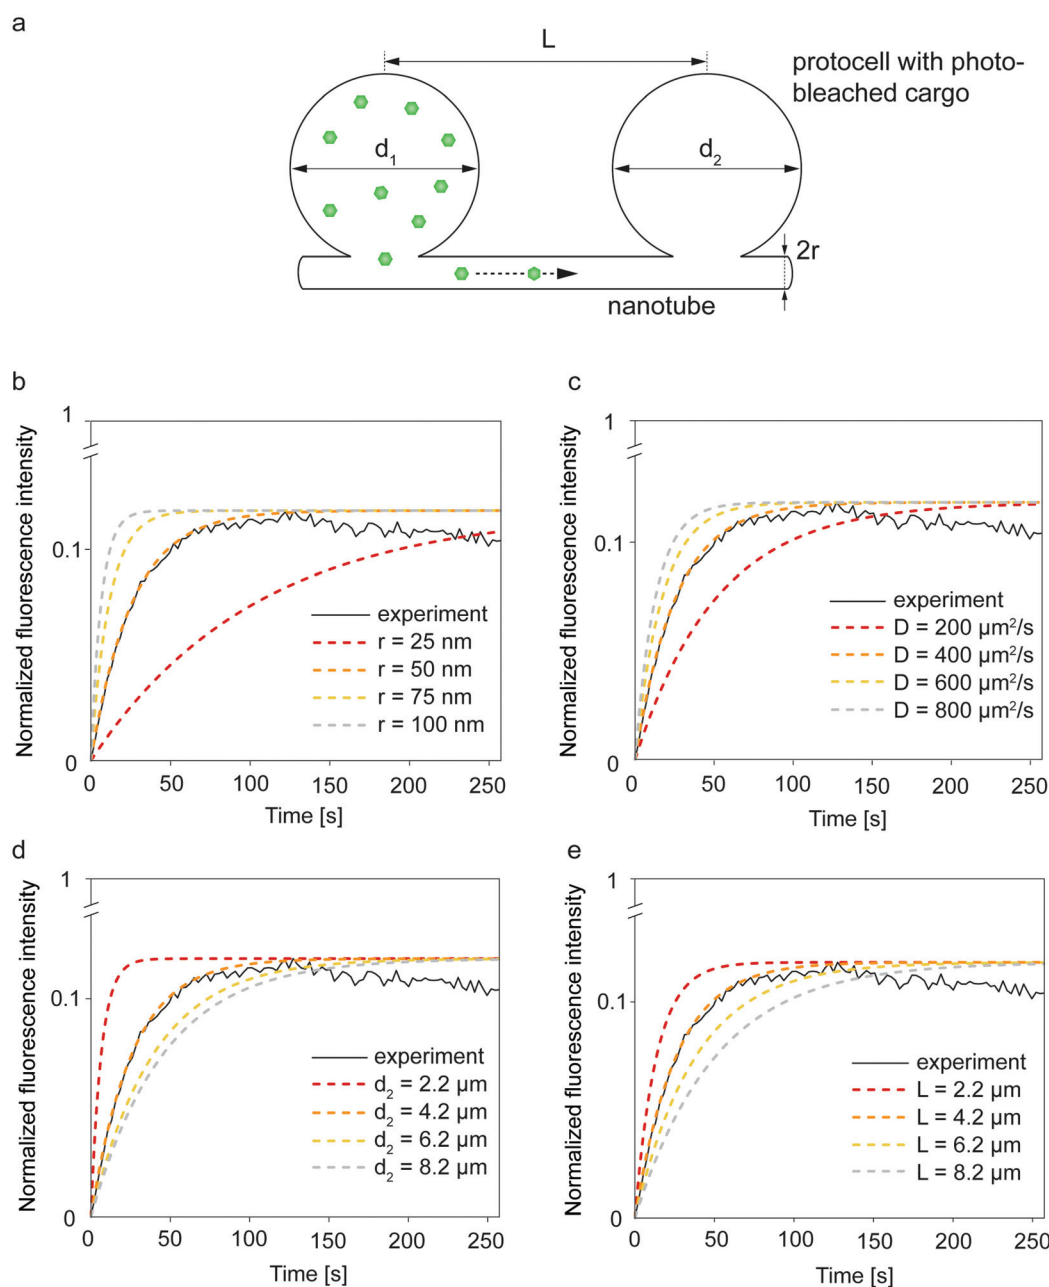 a
L
protocell with photo-
bleached cargo
d1
d2
2r
nanotube
b
Normalized fluorescence intensity
1
0.1
0
experiment
r = 25 nm
r = 50 nm
r = 75 nm
r = 100 nm
0 50 100 150 200 250
Time [s]
c
Normalized fluorescence intensity
1
0.1
0
experiment
D = 200 µm²/s
D = 400 µm²/s
D = 600 µm²/s
D = 800 µm²/s
0 50 100 150 200 250
Time [s]
d
Normalized fluorescence intensity
1
0.1
0
experiment
d2 = 2.2 µm
d2 = 4.2 µm
d2 = 6.2 µm
d2 = 8.2 µm
0 50 100 150 200 250
Time [s]
e
Normalized fluorescence intensity
1
0.1
0
experiment
L = 2.2 µm
L = 4.2 µm
L = 6.2 µm
L = 8.2 µm
0 50 100 150 200 250
Time [s]